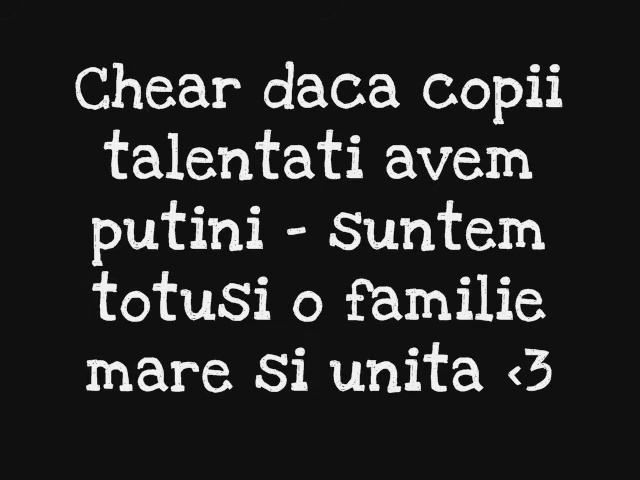 Chear daca copii
talentati avem
putini - suntem
totusi o familie
mare si unita <3